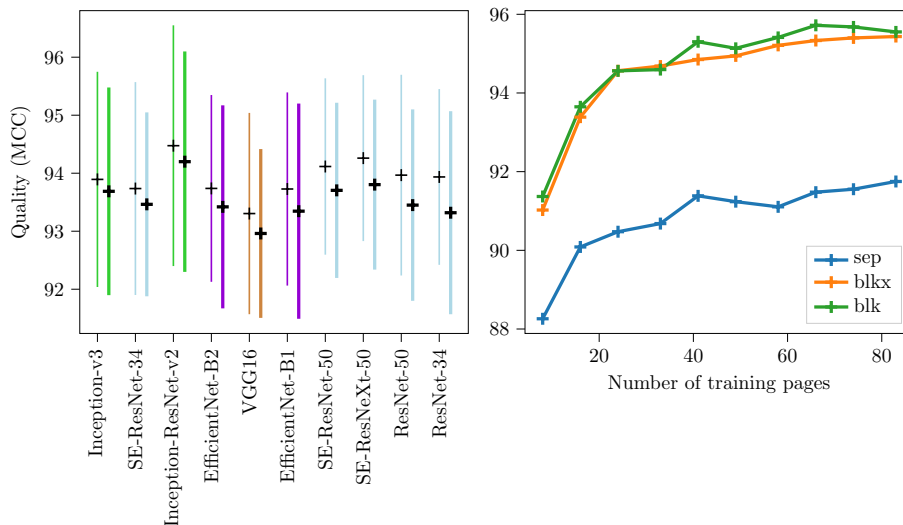 Quality (MCC)
96
95
94
93
92
Inception-v3
SE-ResNet-34
Inception-ResNet-v2
EfficientNet-B2
VGG16
EfficientNet-B1
SE-ResNet-50
SE-ResNeXt-50
ResNet-50
ResNet-34
96
94
92
90
88
20
40
60
80
Number of training pages
sep
blkx
blk